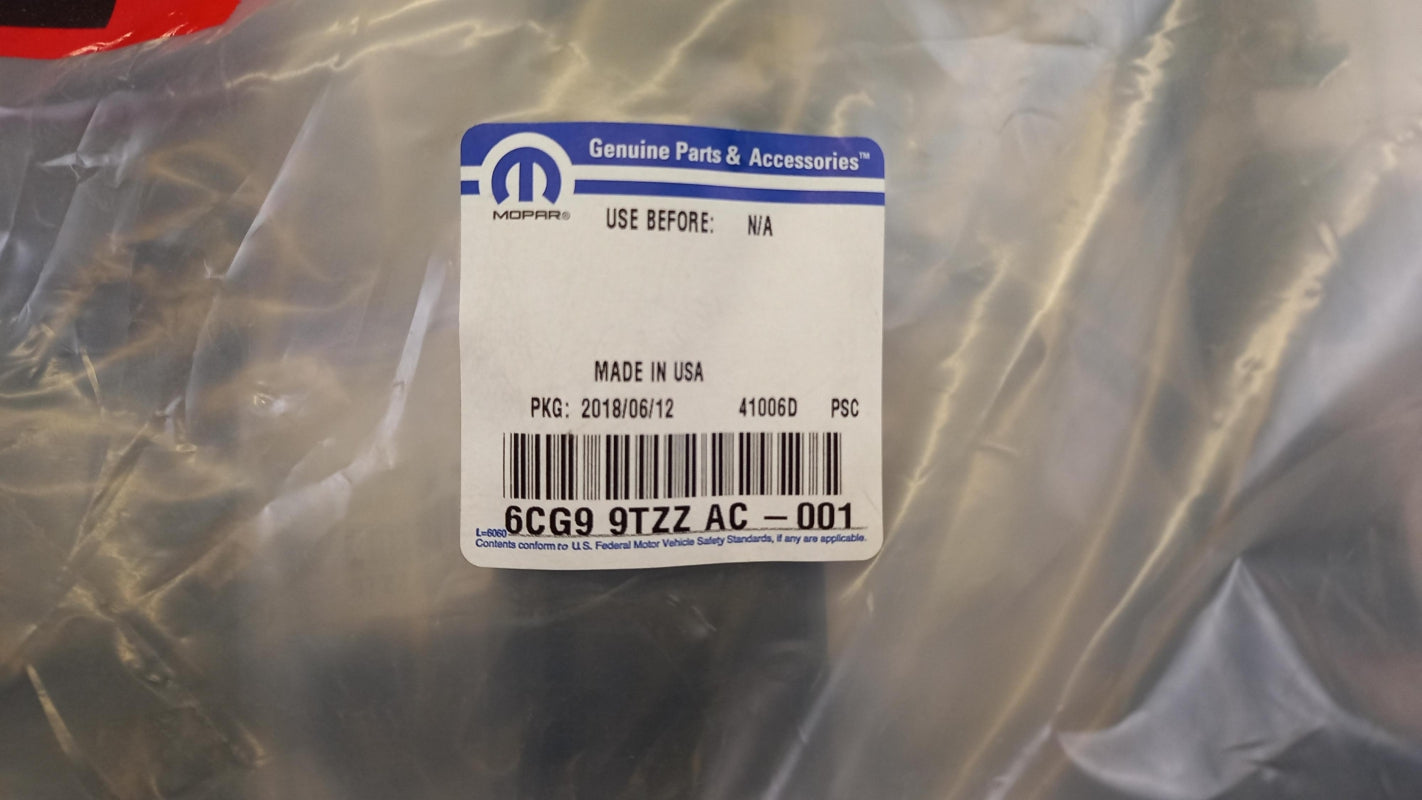 Genuine Parts & Accessories™
MOPAR®
USE BEFORE: N/A
MADE IN USA
PKG: 2018/06/12 41006D PSC
6CG9 9TZZ AC - 001
L=6060
Contents conform to U.S. Federal Motor Vehicle Safety Standards, if any are applicable.